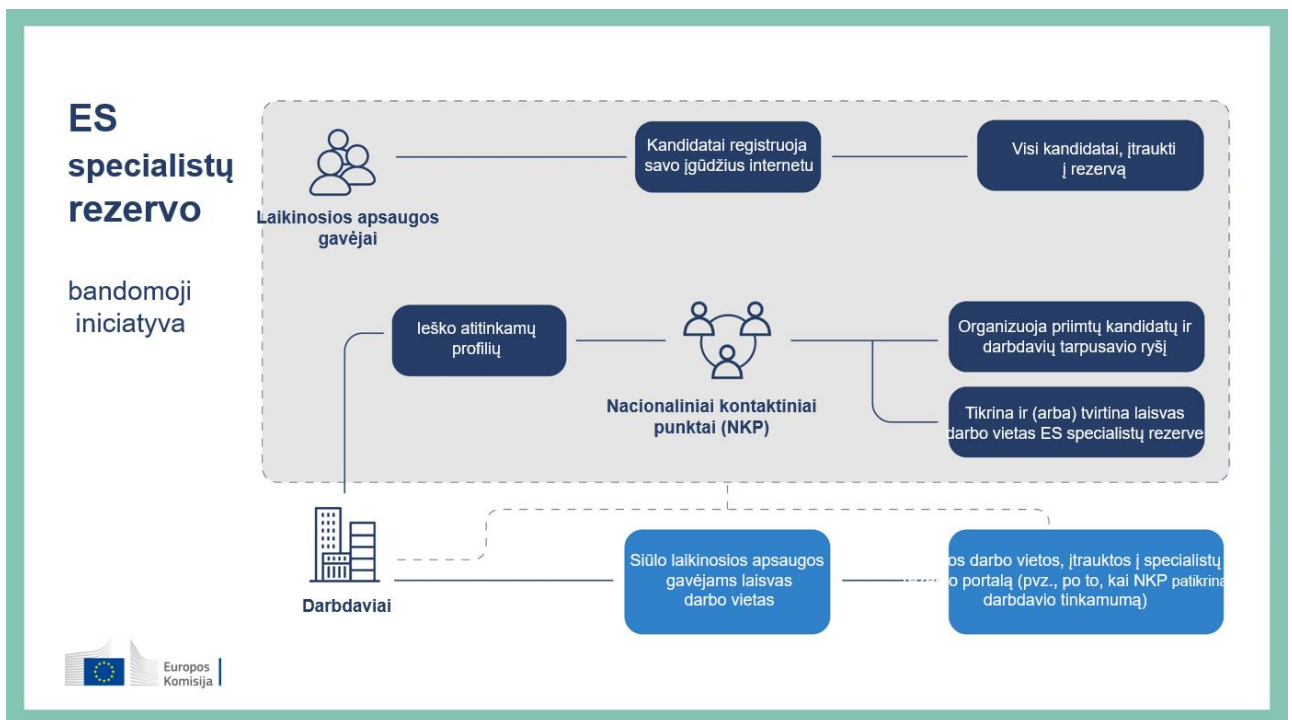 ES
specialistų
rezervo
bandomoji
iniciatyva
Laikinosios apsaugos
gavėjai
Kandidatai registruoja
savo įgūdžius internetu
Visi kandidatai, įtraukti
į rezervą
Ieško atitinkamų
profilių
Nacionaliniai kontaktiniai
punktai (NKP)
Organizuoja priimtų kandidatų ir
darbdavių tarpusavio ryšį
Tikrina ir (arba) tvirtina laisvas
darbo vietas ES specialistų rezerve
Darbdaviai
Siūlo laikinosios apsaugos
gavėjams laisvas
darbo vietas
os darbo vietos, įtrauktos į specialistų
portalą (pvz., po to, kai NKP patikrina
darbdavio tinkamumą)
Europos
Komisija